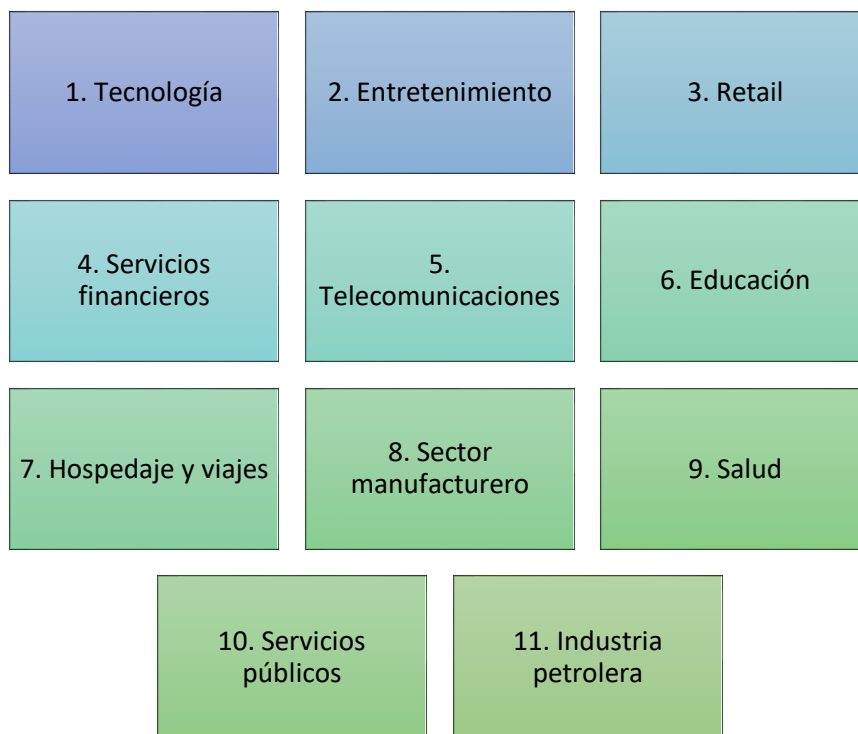 1. Tecnología
2. Entretenimiento
3. Retail
4. Servicios
financieros
5.
Telecomunicaciones
6. Educación
7. Hospedaje y viajes
8. Sector
manufacturero
9. Salud
10. Servicios
públicos
11. Industria
petrolera